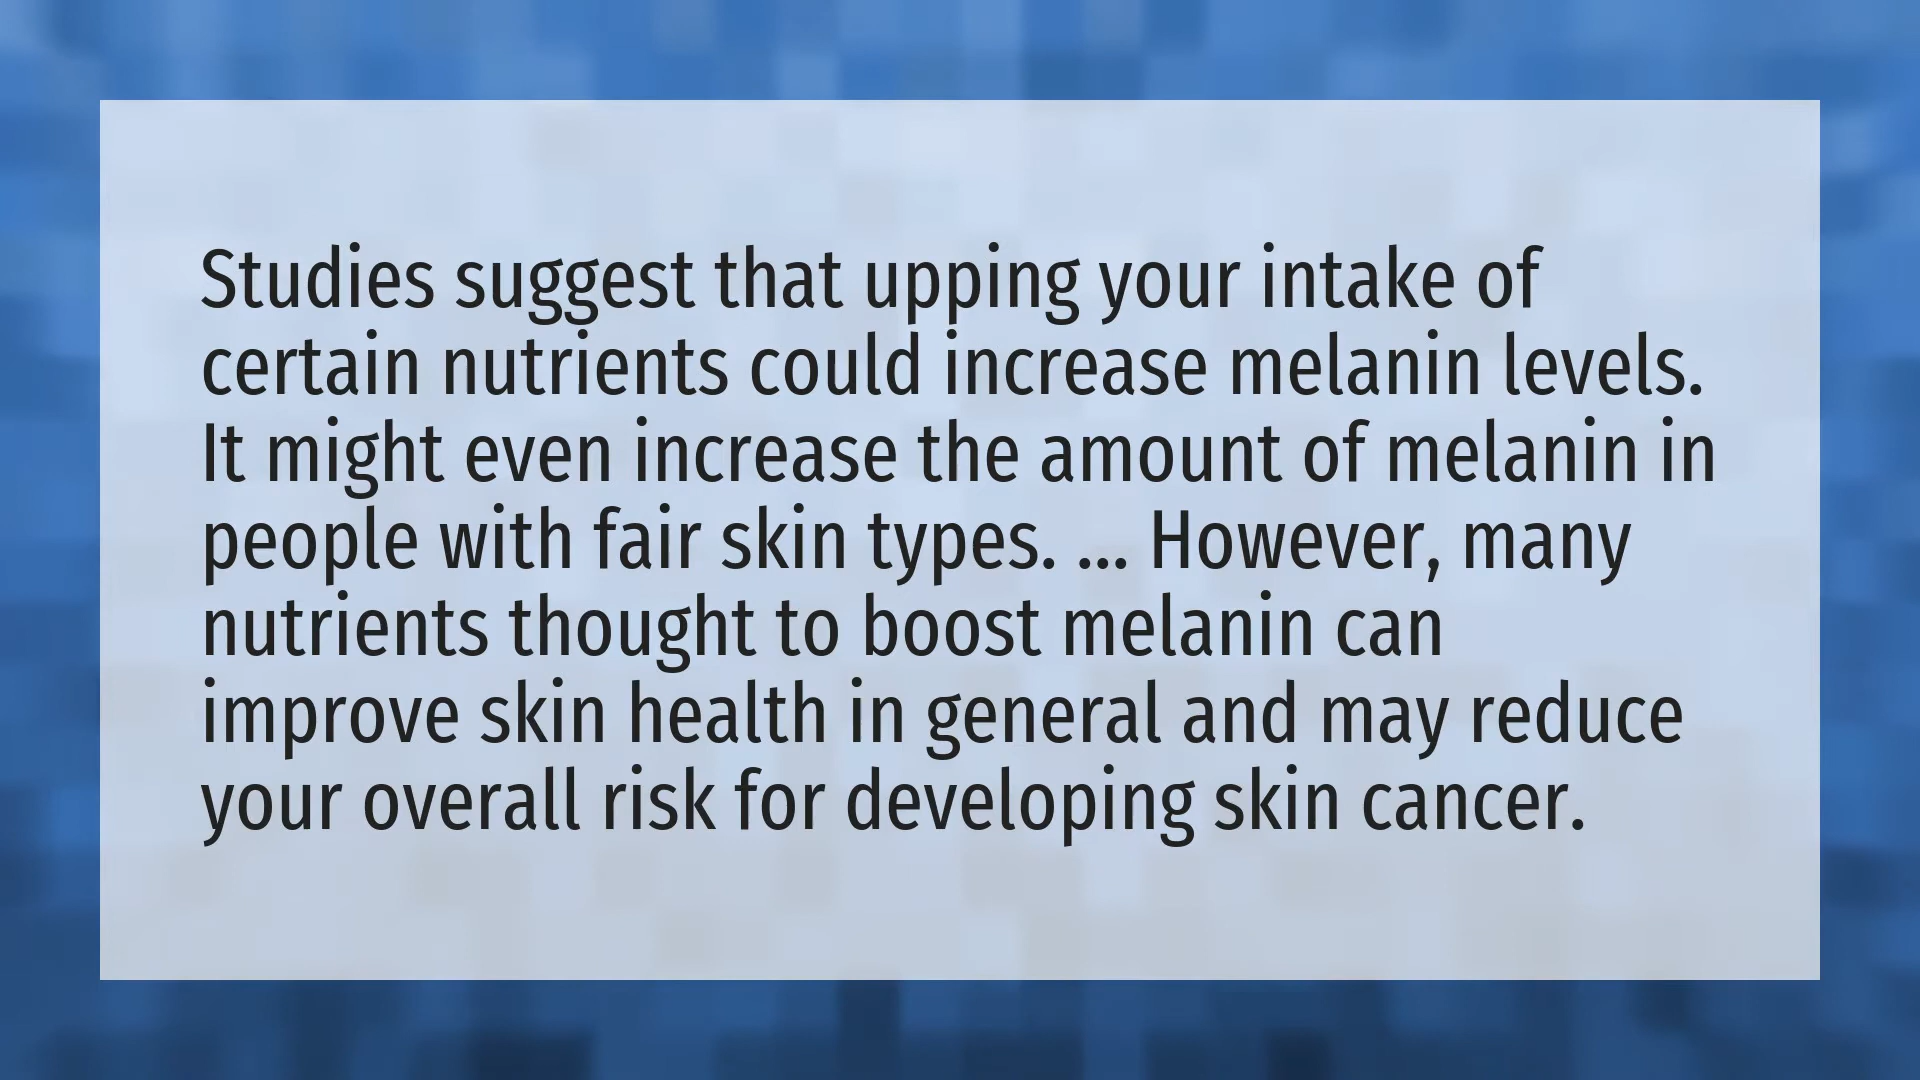 Studies suggest that upping your intake of
certain nutrients could increase melanin levels.
It might even increase the amount of melanin in
people with fair skin types. ... However, many
nutrients thought to boost melanin can
improve skin health in general and may reduce
your overall risk for developing skin cancer.